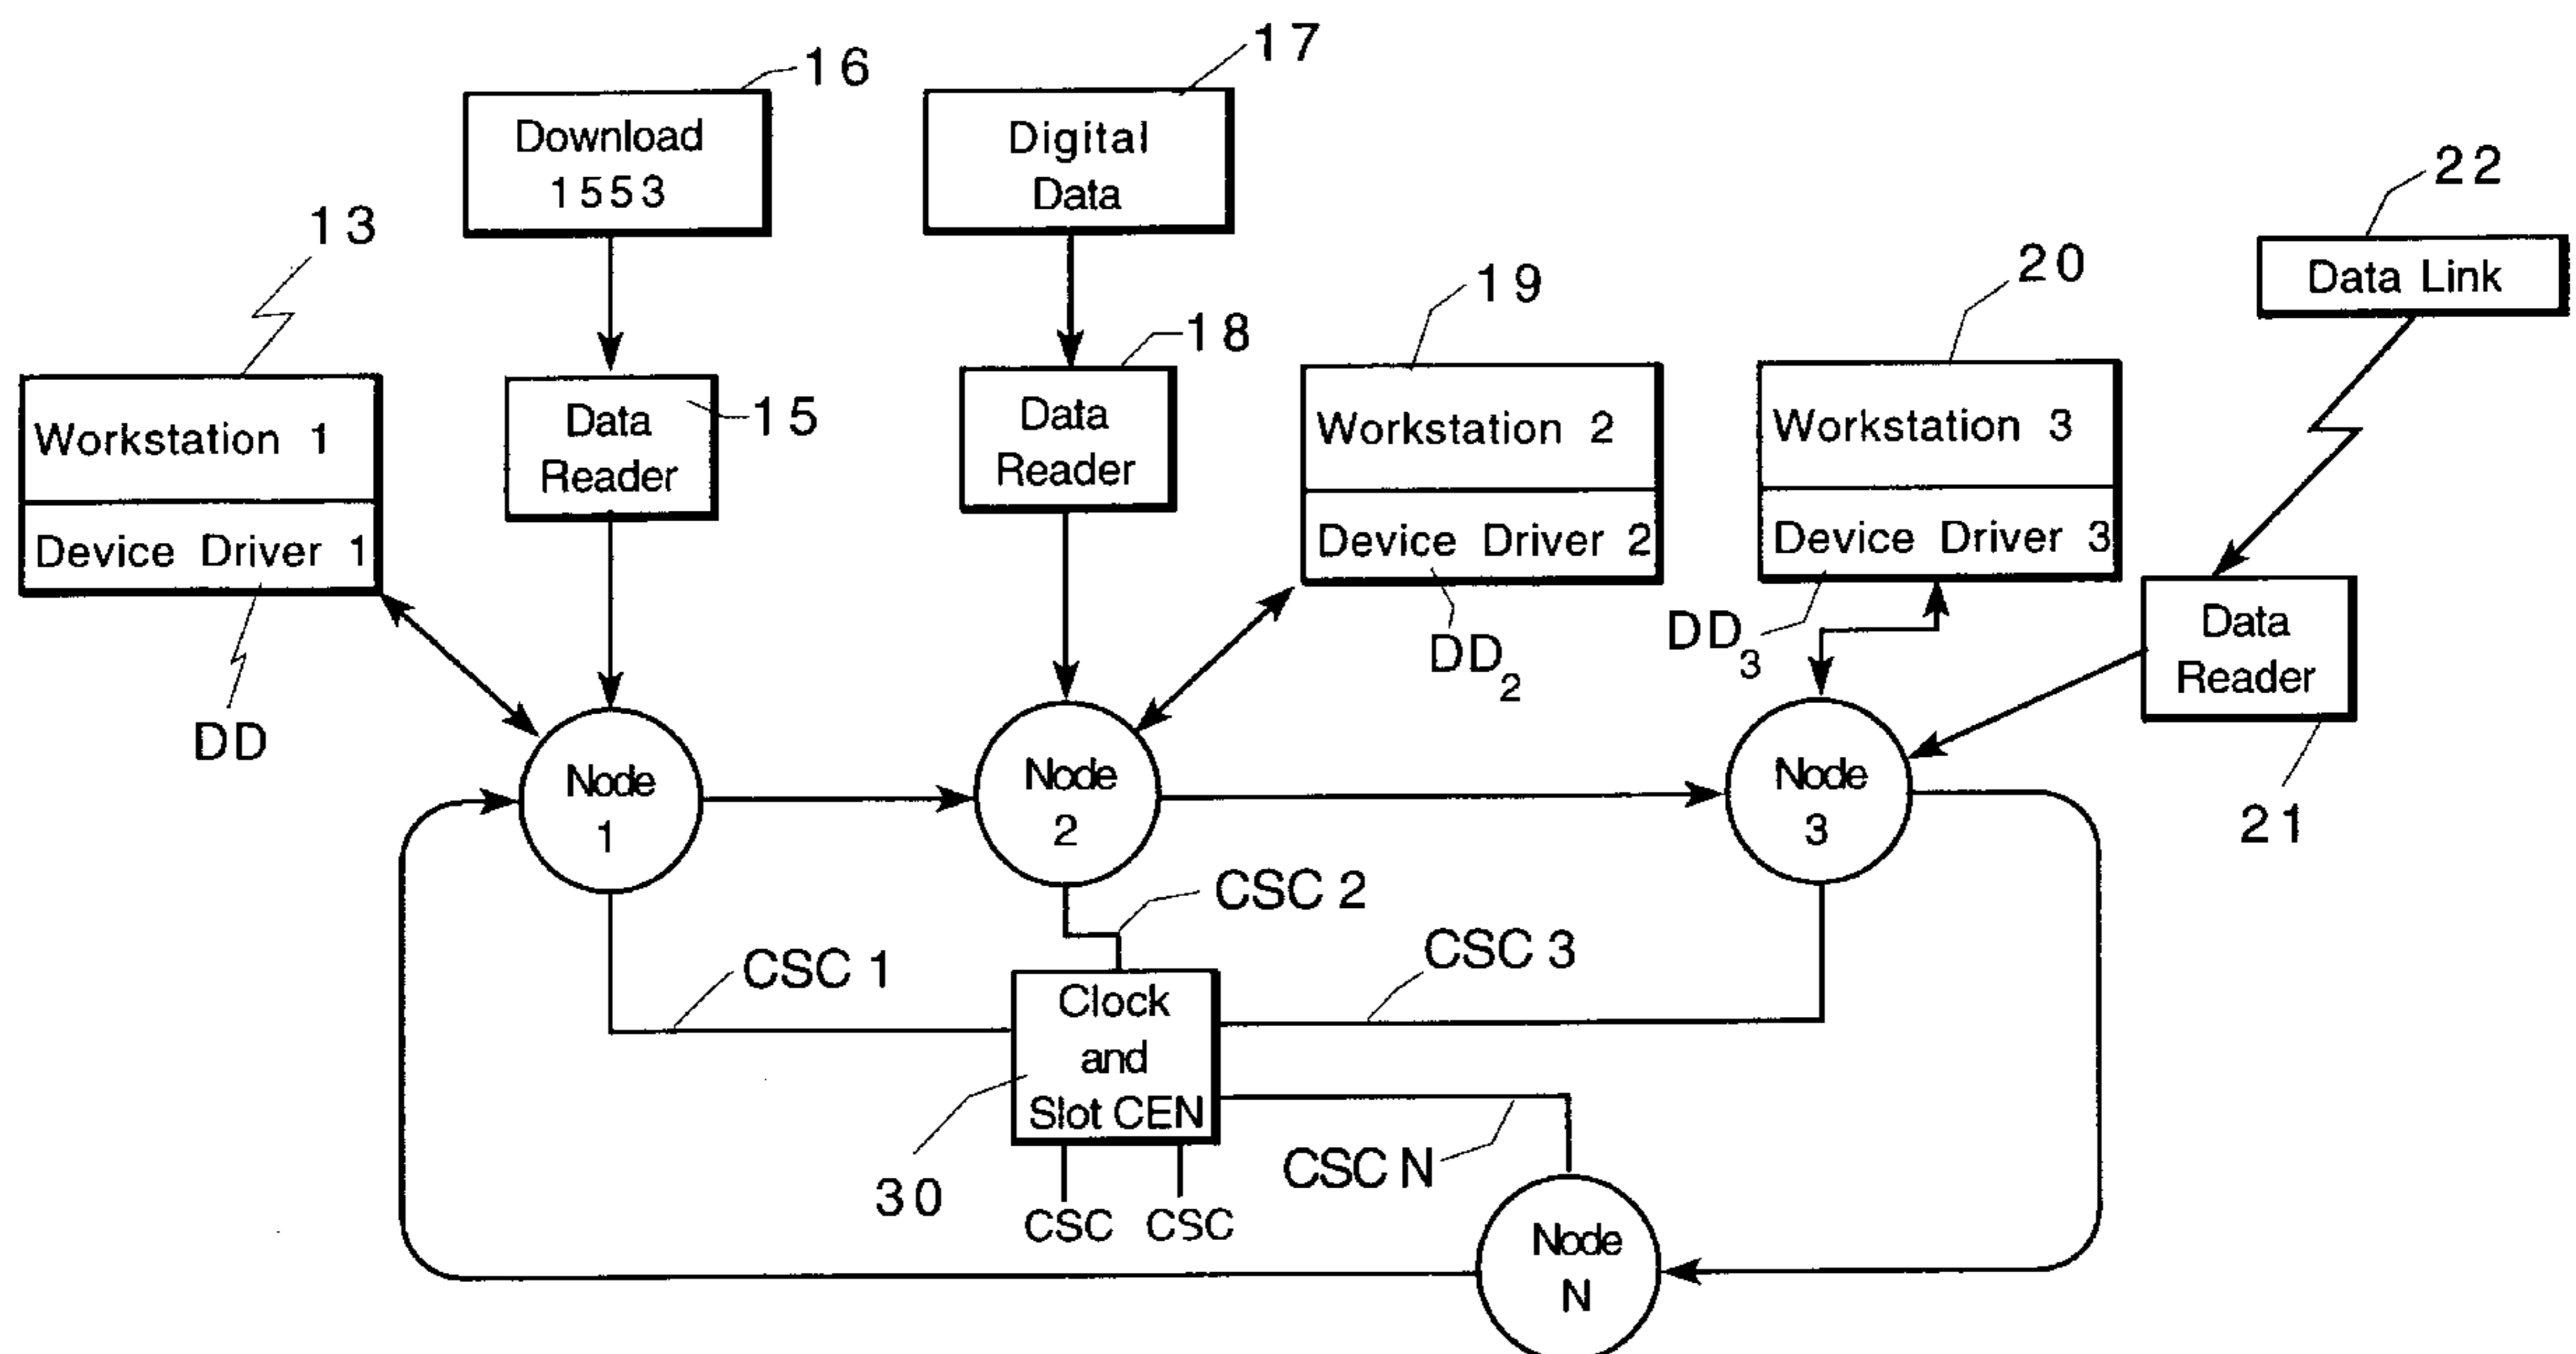 16
17
Download
1553
Digital
Data
22
Data Link
13
20
19
18
15
Workstation 1
Device Driver 1
Data
Reader
Data
Reader
Workstation 2
Device Driver 2
Workstation 3
Device Driver 3
Data
Reader
DD
DD2
DD3
21
Node
1
Node
2
Node
3
CSC 2
CSC 1
CSC 3
Clock
and
Slot CEN
CSC N
30
CSC CSC
Node
N